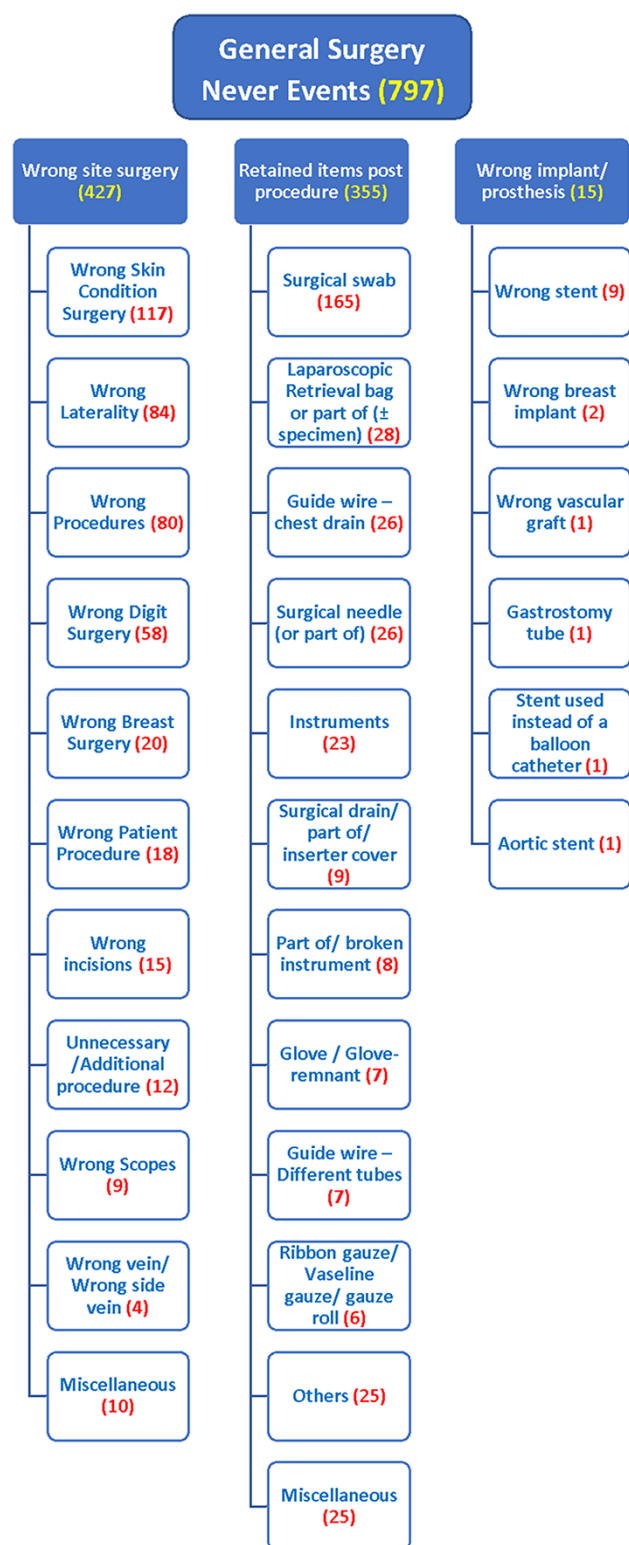 General Surgery
Never Events (797)
Wrong site surgery
(427)
Wrong Skin
Condition
Surgery (117)
Wrong
Laterality (84)
Wrong
Procedures (80)
Wrong Digit
Surgery (58)
Wrong Breast
Surgery (20)
Wrong Patient
Procedure (18)
Wrong
incisions (15)
Unnecessary
/Additional
procedure (12)
Wrong Scopes
(9)
Wrong vein/
Wrong side
vein (4)
Miscellaneous
(10)
Retained items post
procedure (355)
Surgical swab
(165)
Laparoscopic
Retrieval bag
or part of (±
specimen) (28)
Guide wire –
chest drain (26)
Surgical needle
(or part of) (26)
Instruments
(23)
Surgical drain/
part of/
inserter cover
(9)
Part of/ broken
instrument (8)
Glove / Glove-
remnant (7)
Guide wire –
Different tubes
(7)
Ribbon gauze/
Vaseline
gauze/ gauze
roll (6)
Others (25)
Miscellaneous
(25)
Wrong implant/
prosthesis (15)
Wrong stent (9)
Wrong breast
implant (2)
Wrong vascular
graft (1)
Gastrostomy
tube (1)
Stent used
instead of a
balloon
catheter (1)
Aortic stent (1)